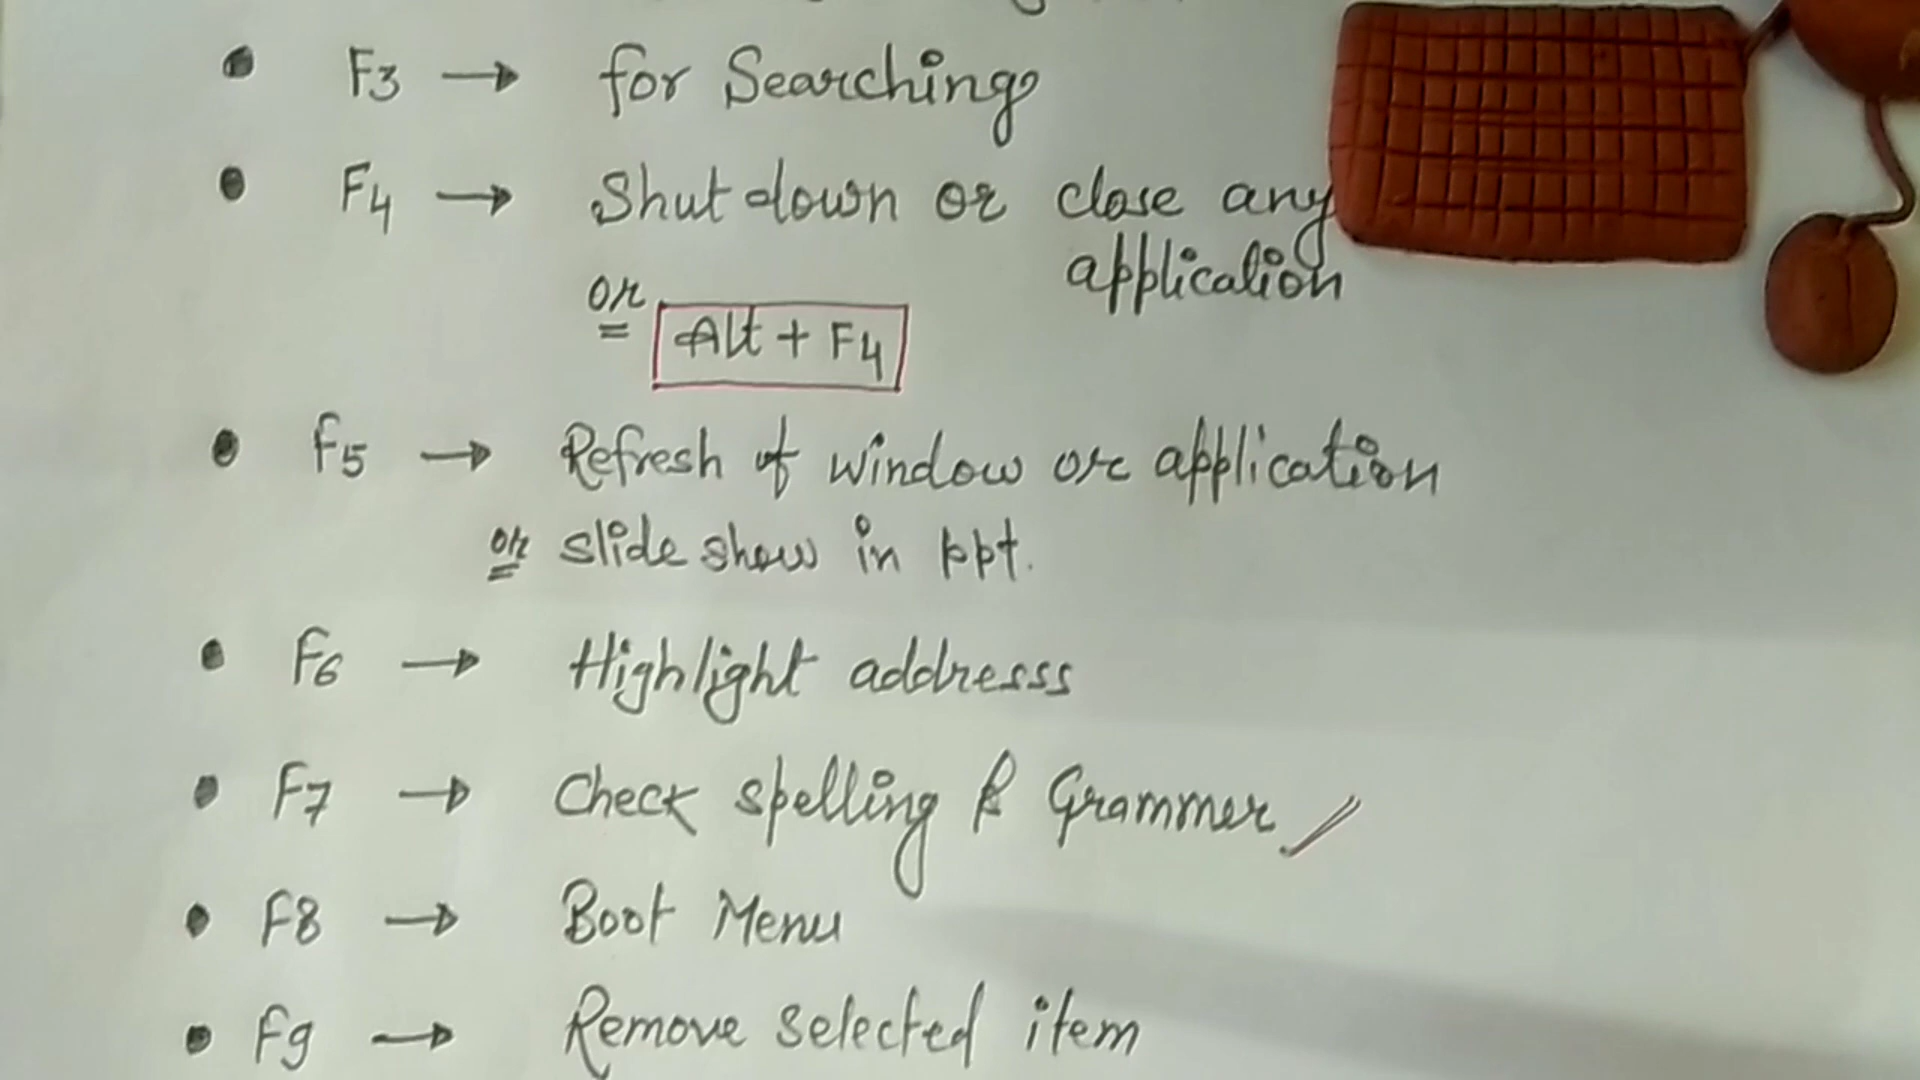 • F3 → for Searching
• F4 → Shut down or close any
application
or Alt + F4
• F5 → Refresh of window or application
or slide show in ppt.
• F6 → Highlight addresss
• F7 → Check spelling & Grammer
• F8 → Boot Menu
• F9 → Remove selected item